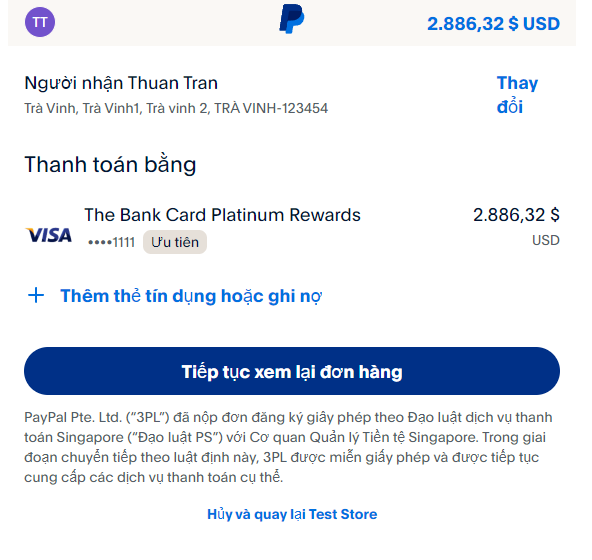 TT
2.886,32 $ USD
Người nhận Thuan Tran
Thay
đổi
Trà Vinh, Trà Vinh1, Trà vinh 2, TRÀ VINH-123454
Thanh toán bằng
The Bank Card Platinum Rewards
2.886,32 $
VISA
••••1111 Ưu tiên
USD
+ Thêm thẻ tín dụng hoặc ghi nợ
Tiếp tục xem lại đơn hàng
PayPal Pte. Ltd. (“3PL”) đã nộp đơn đăng ký giấy phép theo Đạo luật dịch vụ thanh
toán Singapore (“Đạo luật PS”) với Cơ quan Quản lý Tiền tệ Singapore. Trong giai
đoạn chuyển tiếp theo luật định này, 3PL được miễn giấy phép và được tiếp tục
cung cấp các dịch vụ thanh toán cụ thể.
Hủy và quay lại Test Store